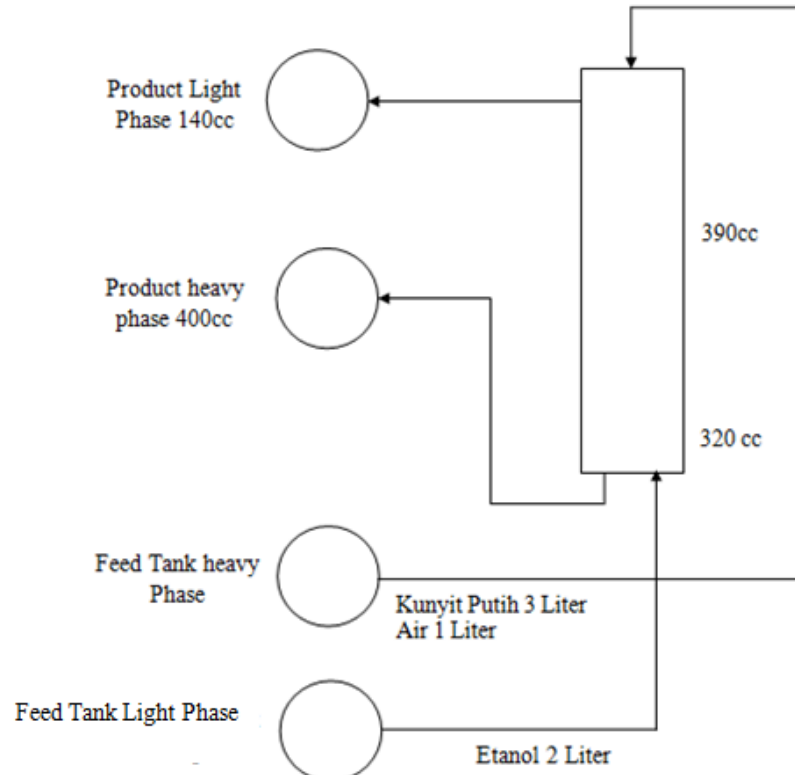 Product Light
Phase 140cc
390cc
Product heavy
phase 400cc
320 cc
Feed Tank heavy
Phase
Kunyit Putih 3 Liter
Air 1 Liter
Feed Tank Light Phase
Etanol 2 Liter